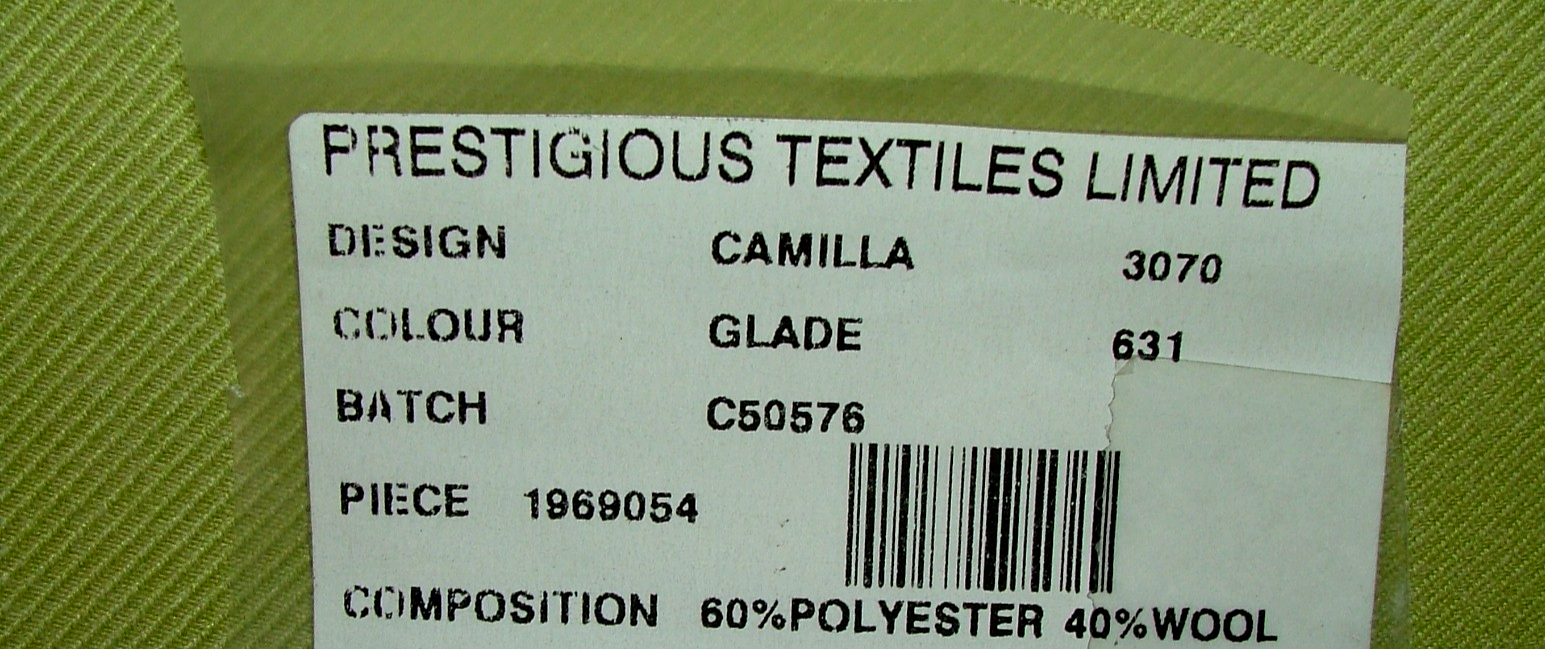 PRESTIGIOUS TEXTILES LIMITED
DESIGN CAMILLA 3070
COLOUR GLADE 631
BATCH C50576
PIECE 1969054
COMPOSITION 60%POLYESTER 40%WOOL